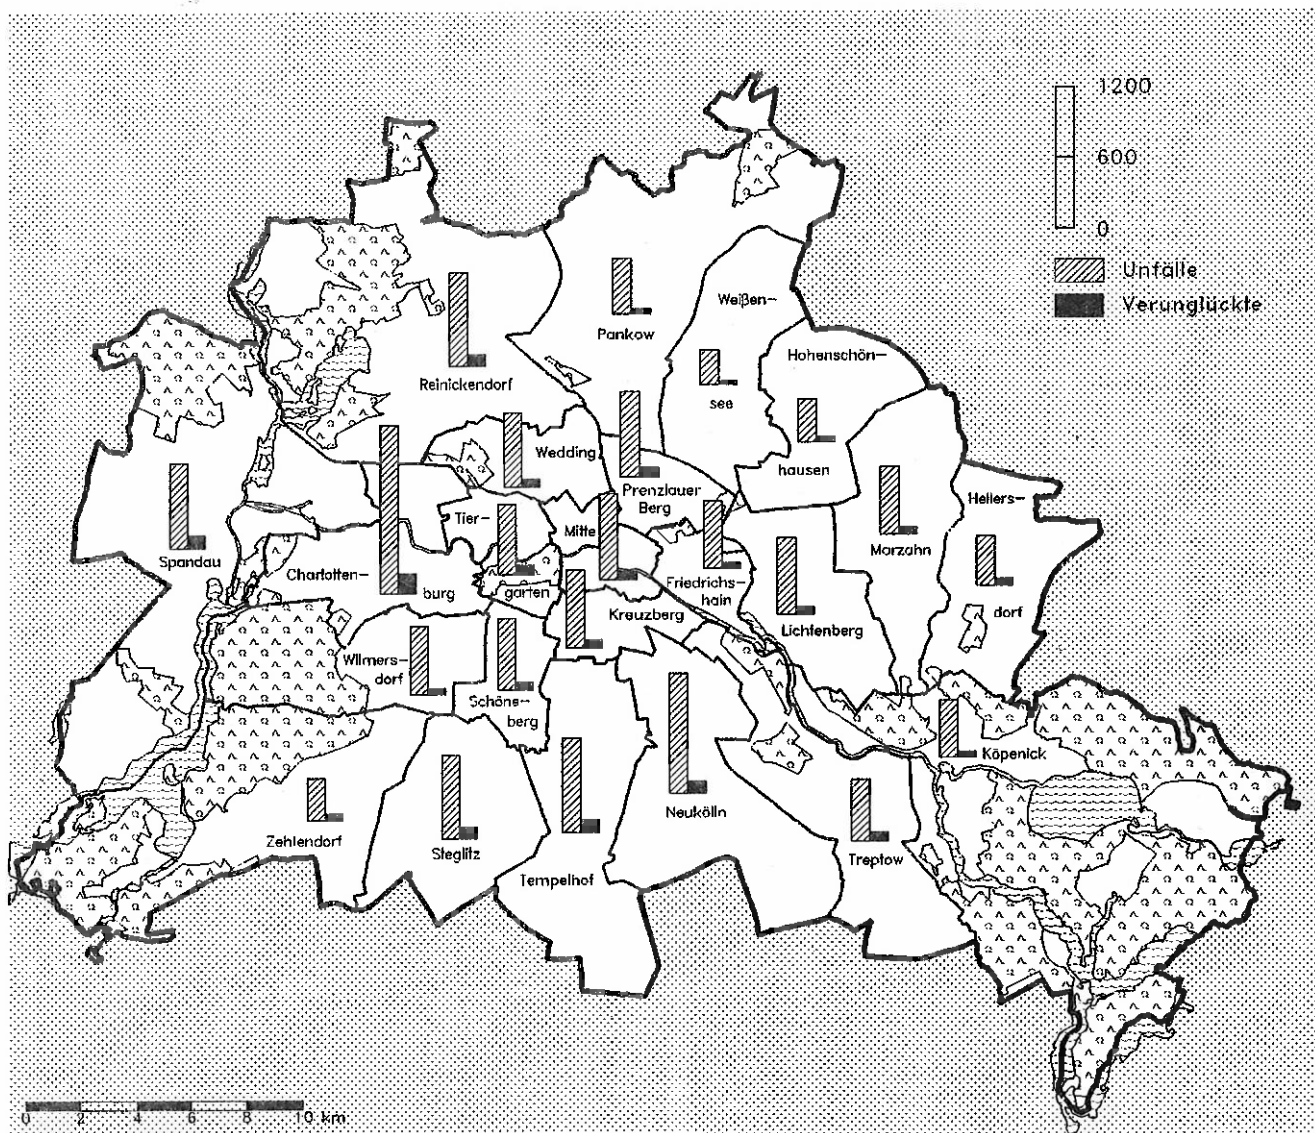 1200
600
0
Unfälle
Verunglückte
Weißen-
Pankow
Hohenschön-
Reinickendorf
see
Wedding
hausen
Prenzlauer
Berg
Hellers-
Tier-
Mitte
Marzahn
Spandau
Charlotten-
burg
garten
Friedrichs-
hain
Kreuzberg
dorf
Lichtenberg
Wilmers-
dorf
Schöne-
berg
Köpenick
Neukölln
Zehlendorf
Steglitz
Treptow
Tempelhof
0 2 4 6 8 10 km